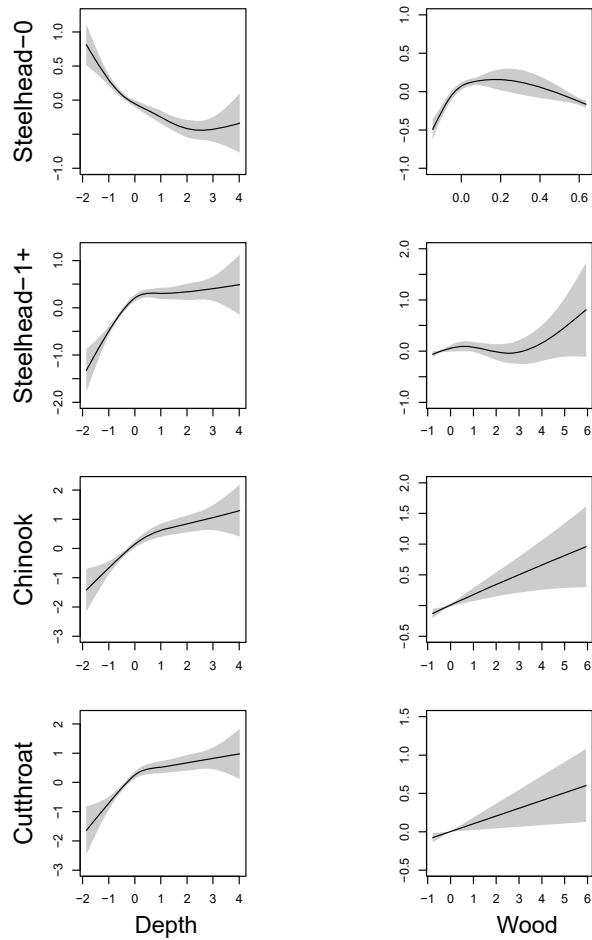 Steelhead−0
−1.0 0.0 0.5 1.0
−2 −1 0 1 2 3 4
−1.0 −0.5 0.0 0.5 1.0
0.0 0.2 0.4 0.6
Steelhead−1+
−2.0 −1.0 0.0 1.0
−2 −1 0 1 2 3 4
−1.0 0.0 1.0 2.0
−1 0 1 2 3 4 5 6
Chinook
−3 −2 −1 0 1 2
−2 −1 0 1 2 3 4
−0.5 0.5 1.0 1.5 2.0
−1 0 1 2 3 4 5 6
Cutthroat
−3 −2 −1 0 1 2
−2 −1 0 1 2 3 4
−0.5 0.0 0.5 1.0 1.5
−1 0 1 2 3 4 5 6
Depth
Wood